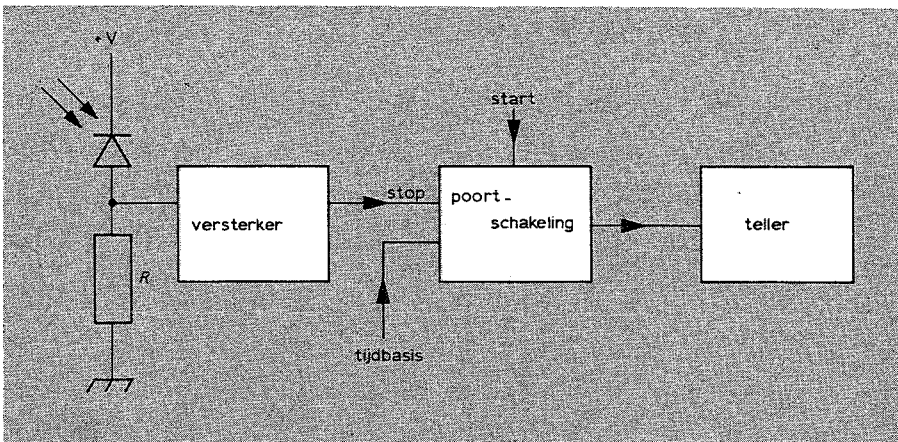 +V
start
stop
poort-
schakeling
versterker
teller
R
tijdbasis